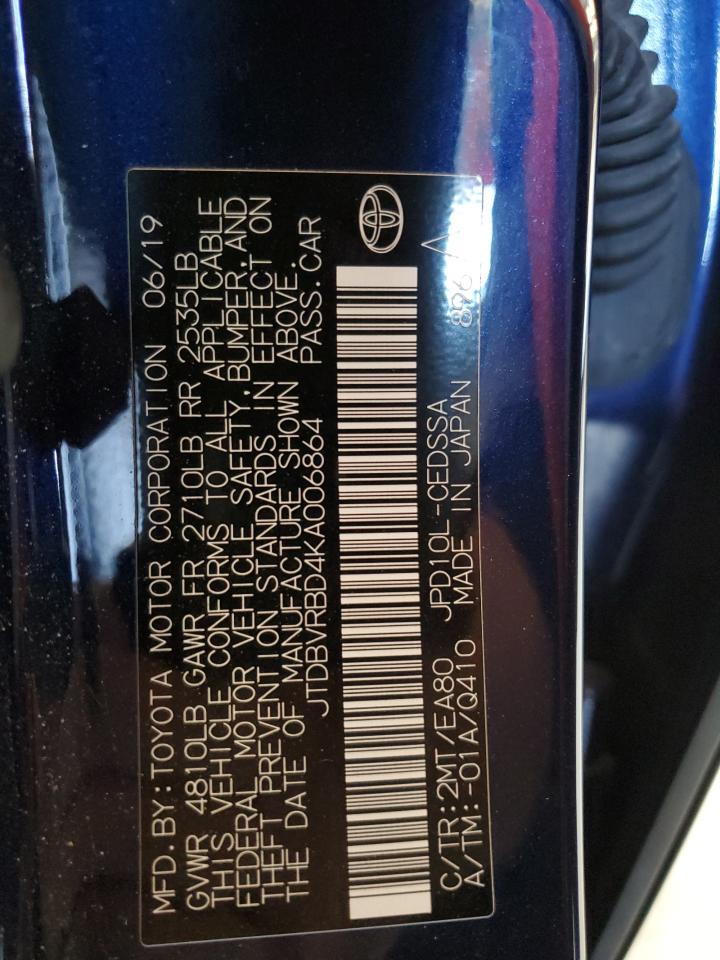 MFD.BY:TOYOTA MOTOR CORPORATION 06/19
GVWR 4810LB GAWR FR 2710LB RR 2535LB
THIS VEHICLE CONFORMS TO ALL APPLICABLE
FEDERAL MOTOR VEHICLE SAFETY,BUMPER,AND
THEFT PREVENTION STANDARDS IN EFFECT ON
THE DATE OF MANUFACTURE SHOWN ABOVE.
JTDBVRBD4KA006864 PASS.CAR
C/TR:2MT/EA80 JPD10L-CEDSSA
A/TM:-01A/Q410 MADE IN JAPAN